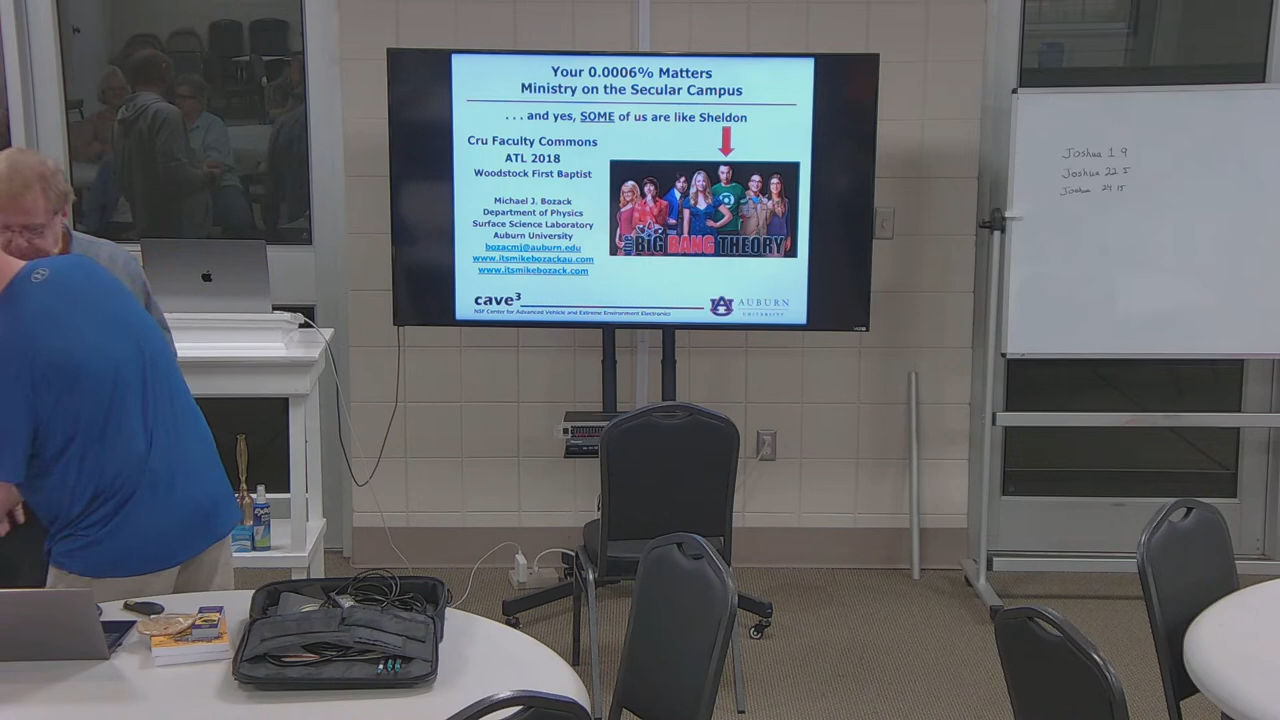 Your 0.0006% Matters
Ministry on the Secular Campus
. . . and yes, SOME of us are like Sheldon
Cru Faculty Commons
ATL 2018
Woodstock First Baptist
Michael J. Bozack
Department of Physics
Surface Science Laboratory
Auburn University
bozacmj@auburn.edu
www.itsmikebozackau.com
www.itsmikebozack.com
the BIG BANG THEORY
cave³
NSF Center for Advanced Vehicle and Extreme Environment Electronics
AUBURN
UNIVERSITY
Joshua 1 9
Joshua 22 5
Joshua 24 15
EXPO